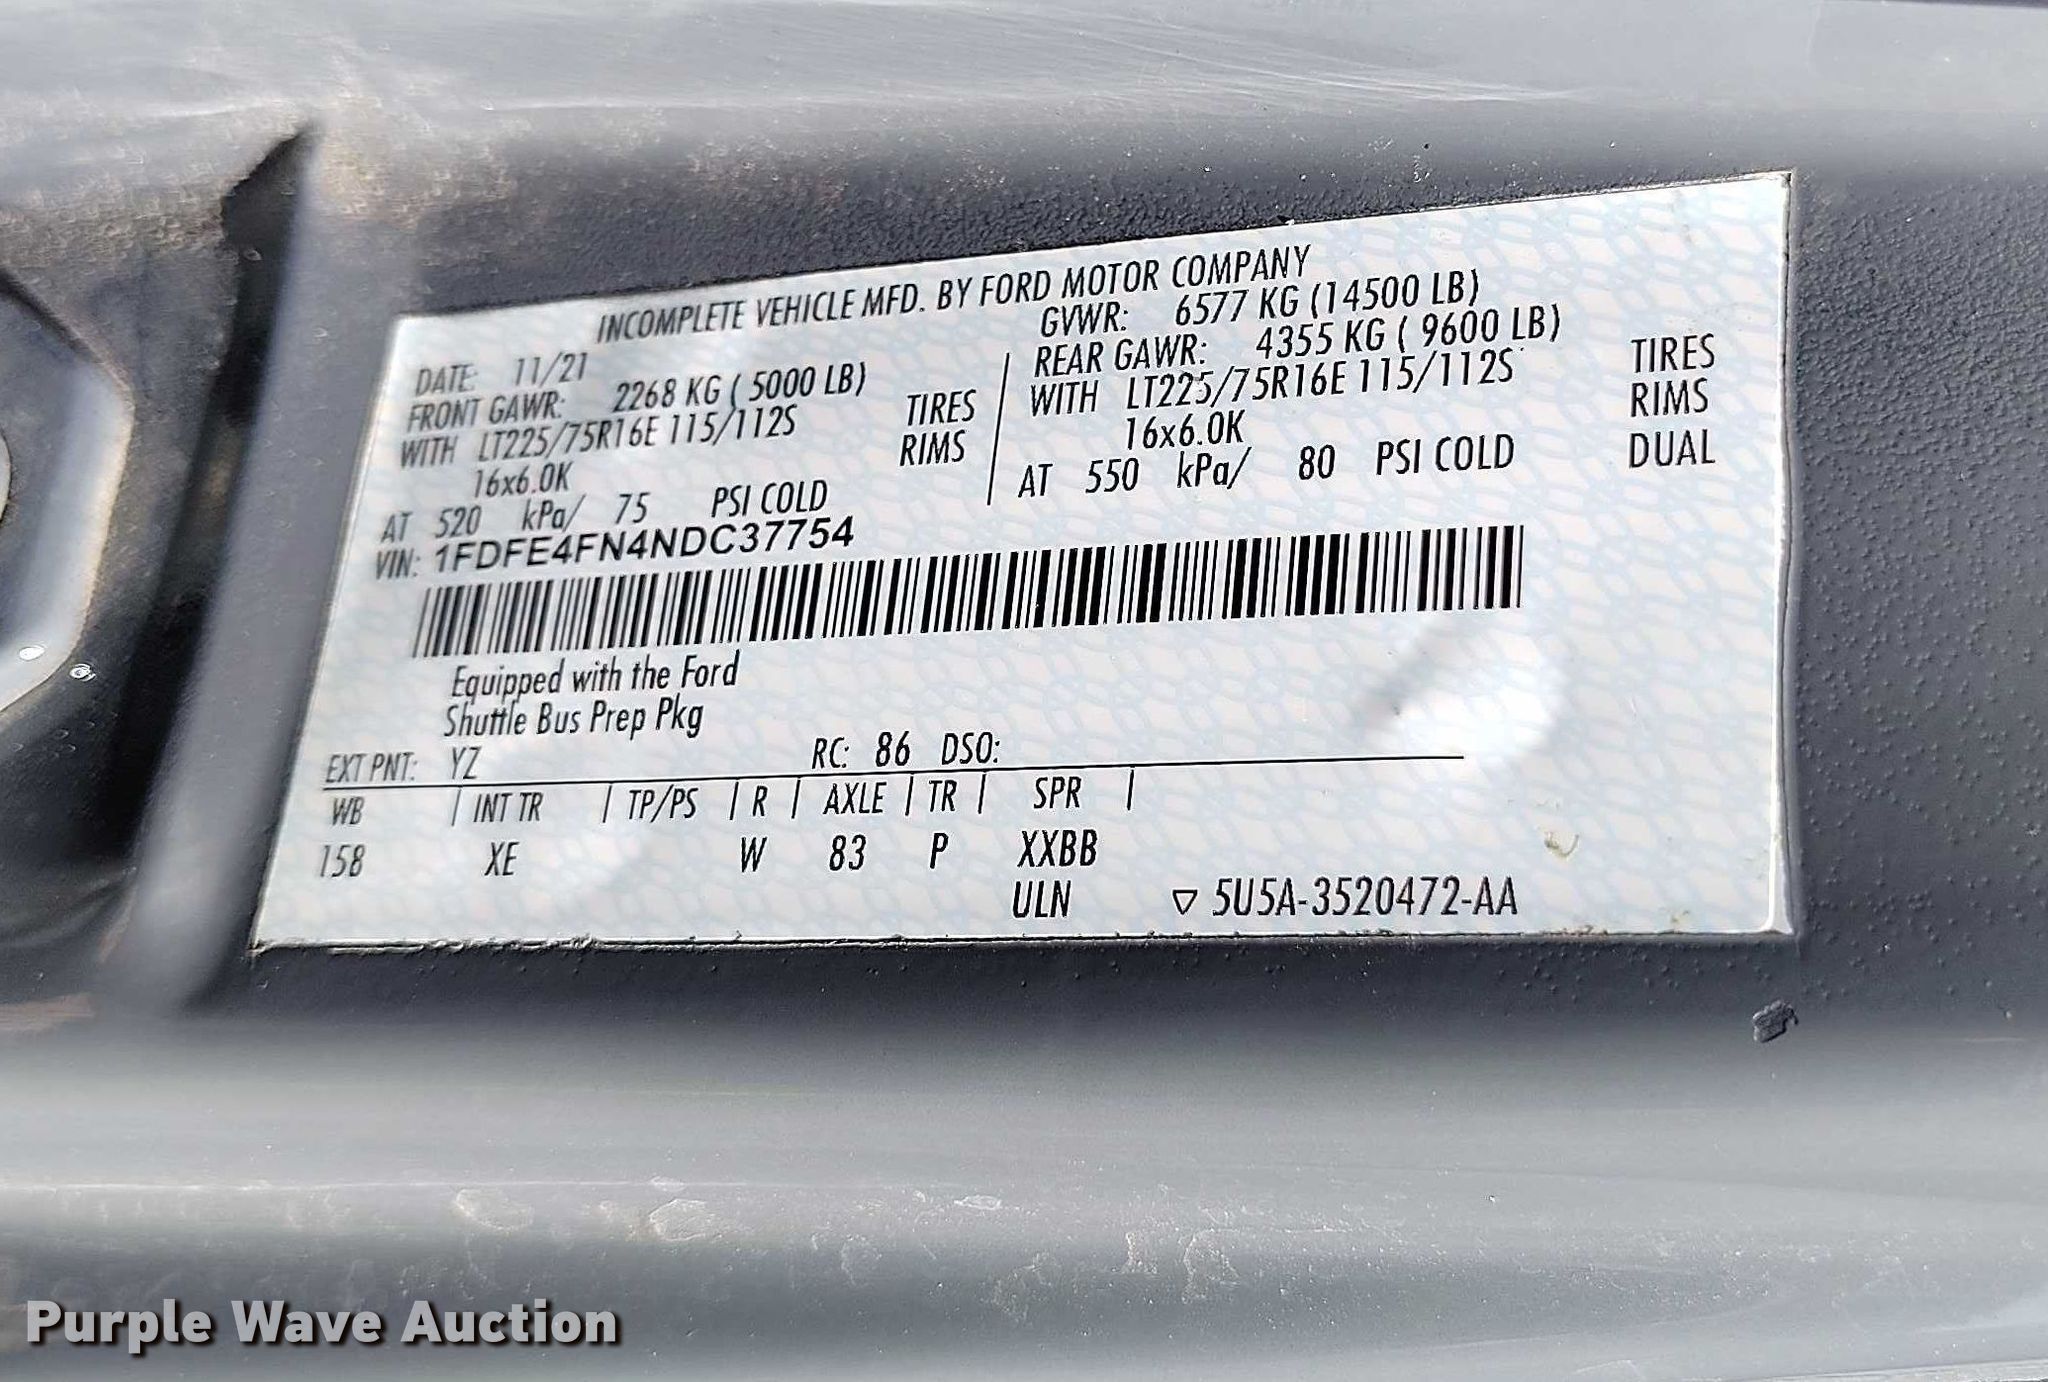 INCOMPLETE VEHICLE MFD. BY FORD MOTOR COMPANY
DATE: 11/21
FRONT GAWR: 2268 KG ( 5000 LB)
WITH LT225/75R16E 115/112S TIRES
16x6.0K RIMS
AT 520 kPa/ 75 PSI COLD
GVWR: 6577 KG (14500 LB)
REAR GAWR: 4355 KG ( 9600 LB)
WITH LT225/75R16E 115/112S TIRES
16x6.0K RIMS
AT 550 kPa/ 80 PSI COLD DUAL
VIN: 1FDFE4FN4NDC37754
Equipped with the Ford
Shuttle Bus Prep Pkg
EXT PNT: YZ RC: 86 DSO:
WB | INT TR | TP/PS | R | AXLE | TR | SPR |
158 XE W 83 P XXBB
ULN ▽ 5U5A-3520472-AA
Purple Wave Auction